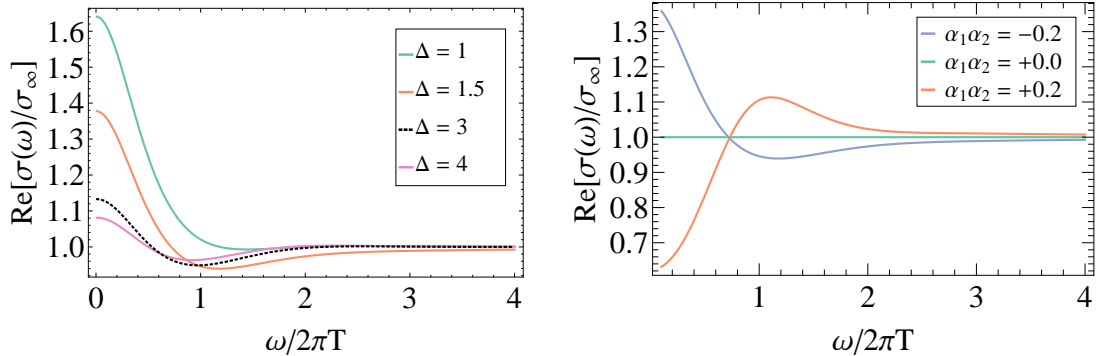 Re[σ(ω)/σ∞]
1.6
1.5
1.4
1.3
1.2
1.1
1.0
0 1 2 3 4
ω/2πT
Δ = 1
Δ = 1.5
Δ = 3
Δ = 4
Re[σ(ω)/σ∞]
1.3
1.2
1.1
1.0
0.9
0.8
0.7
1 2 3 4
ω/2πT
α₁α₂ = −0.2
α₁α₂ = +0.0
α₁α₂ = +0.2